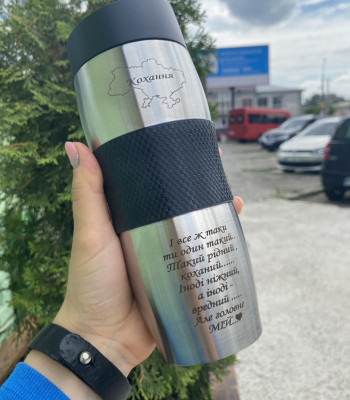 Кохання
І все ж таки
ти один такий..
Такий рідний,
коханий.....
Іноді ніжний,
а іноді -
вредний.....
Але головне
МІЙ..♥